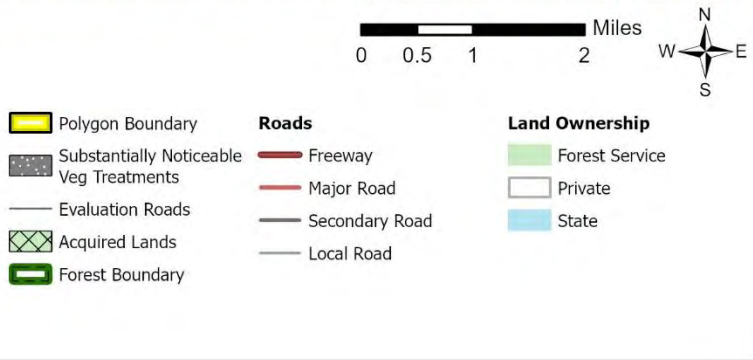 Miles
0 0.5 1 2
N
W E
S
Polygon Boundary
Substantially Noticeable
Veg Treatments
Evaluation Roads
Acquired Lands
Forest Boundary
Roads
Freeway
Major Road
Secondary Road
Local Road
Land Ownership
Forest Service
Private
State